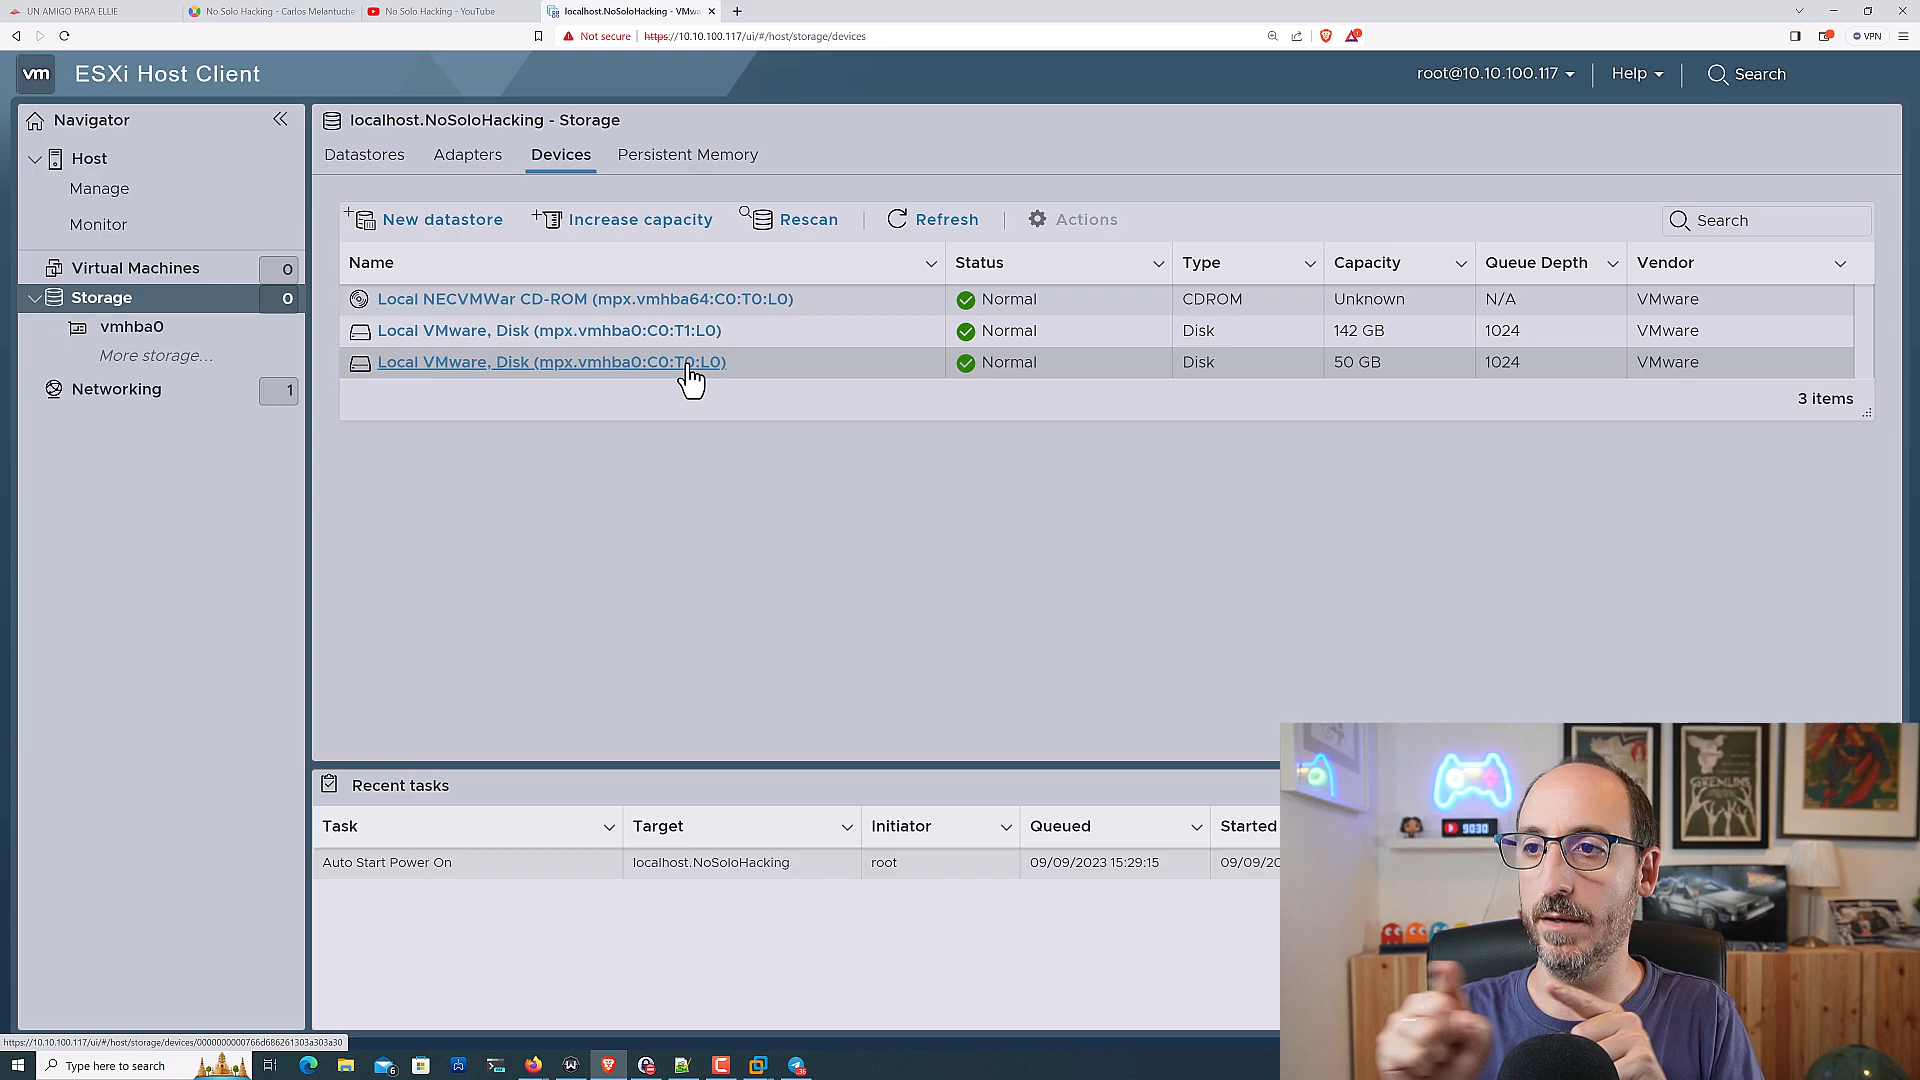 UN AMIGO PARA ELLIE
No Solo Hacking - Carlos Melantuche
No Solo Hacking - YouTube
localhost.NoSoloHacking - VMwa
Not secure
https://10.10.100.117/ui/#/host/storage/devices
VPN
vm ESXi Host Client
root@10.10.100.117
Help
Search
Navigator
Host
Manage
Monitor
Virtual Machines 0
Storage 0
vmhba0
More storage...
Networking 1
localhost.NoSoloHacking - Storage
Datastores Adapters Devices Persistent Memory
New datastore Increase capacity Rescan Refresh Actions Search
Name Status Type Capacity Queue Depth Vendor
Local NECVMWar CD-ROM (mpx.vmhba64:C0:T0:L0) Normal CDROM Unknown N/A VMware
Local VMware, Disk (mpx.vmhba0:C0:T1:L0) Normal Disk 142 GB 1024 VMware
Local VMware, Disk (mpx.vmhba0:C0:T0:L0) Normal Disk 50 GB 1024 VMware
3 items
Recent tasks
Task Target Initiator Queued Started
Auto Start Power On localhost.NoSoloHacking root 09/09/2023 15:29:15 09/09/20
GREMLINS
9030
https://10.10.100.117/ui/#/host/storage/devices/0000000000766d686261303a303a30
Type here to search